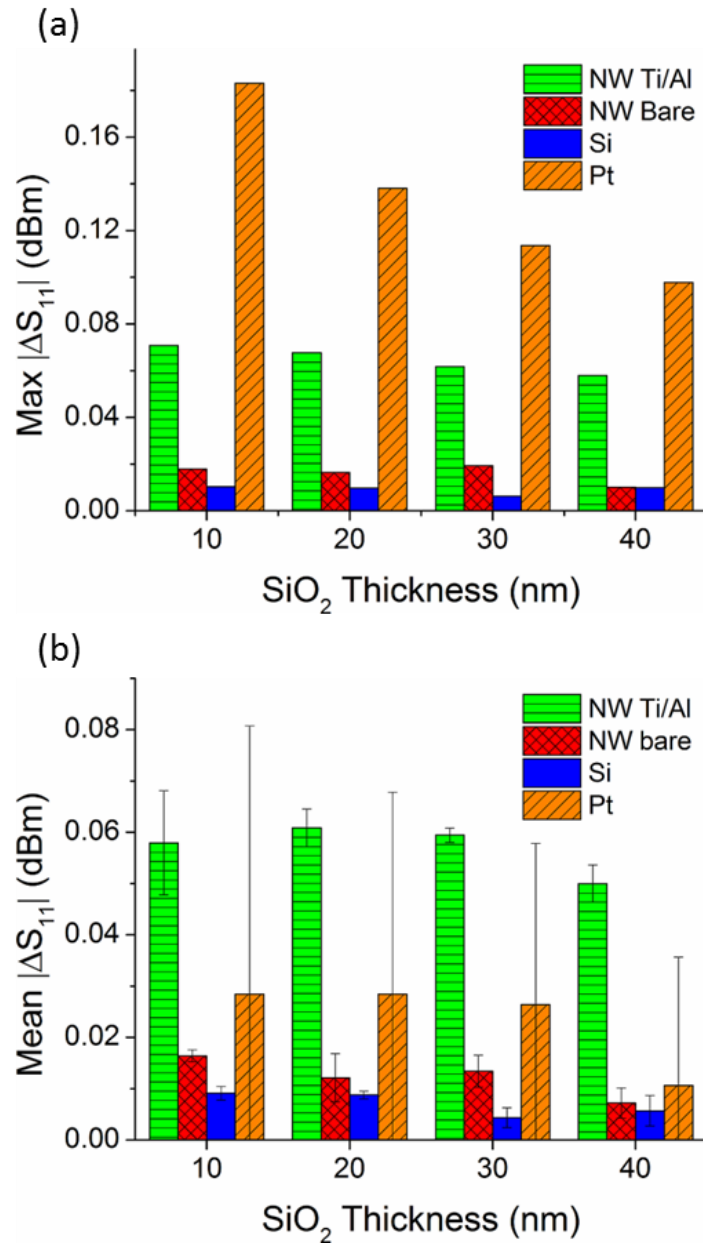 (a)
NW Ti/Al
NW Bare
Si
Pt
Max |ΔS₁₁| (dBm)
0.16
0.12
0.08
0.04
0.00
10 20 30 40
SiO₂ Thickness (nm)
(b)
NW Ti/Al
NW bare
Si
Pt
Mean |ΔS₁₁| (dBm)
0.08
0.06
0.04
0.02
0.00
10 20 30 40
SiO₂ Thickness (nm)